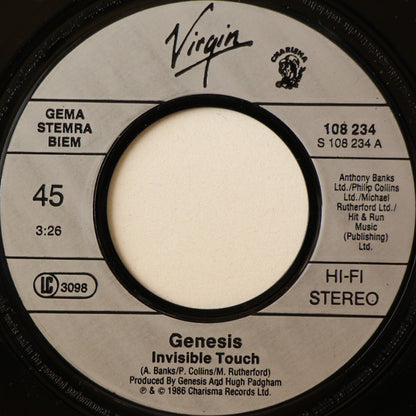 Virgin
CHARISMA
GEMA
STEMRA
BIEM
108 234
S 108 234 A
45
3:26
Anthony Banks
Ltd./Philip Collins
Ltd./Michael
Rutherford Ltd./
Hit & Run
Music
(Publishing)
Ltd.
LC 3098
HI-FI
STEREO
Genesis
Invisible Touch
(A. Banks/P. Collins/M. Rutherford)
Produced By Genesis And Hugh Padgham
℗ + © 1986 Charisma Records Ltd.